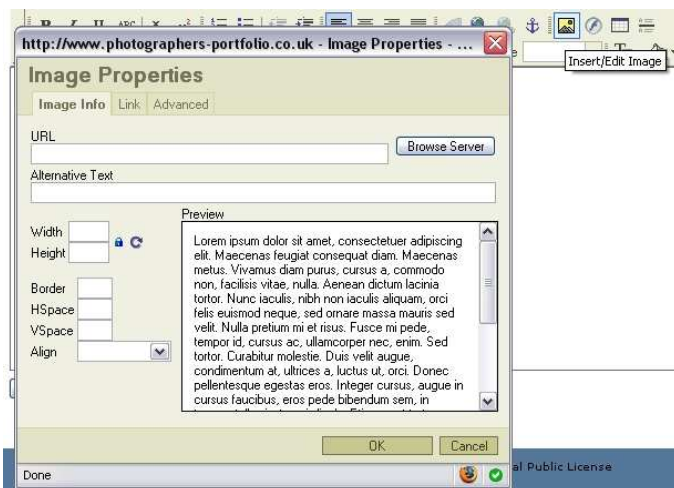 B I U ABC
http://www.photographers-portfolio.co.uk - Image Properties - ...
Insert/Edit Image
Image Properties
Image Info Link Advanced
URL
Browse Server
Alternative Text
Preview
Width
Height
Border
HSpace
VSpace
Align
Lorem ipsum dolor sit amet, consectetuer adipiscing
elit. Maecenas feugiat consequat diam. Maecenas
metus. Vivamus diam purus, cursus a, commodo
non, facilisis vitae, nulla. Aenean dictum lacinia
tortor. Nunc iaculis, nibh non iaculis aliquam, orci
felis euismod neque, sed ornare massa mauris sed
velit. Nulla pretium mi et risus. Fusce mi pede,
tempor id, cursus ac, ullamcorper nec, enim. Sed
tortor. Curabitur molestie. Duis velit augue,
condimentum at, ultrices a, luctus ut, orci. Donec
pellentesque egestas eros. Integer cursus, augue in
cursus faucibus, eros pede bibendum sem, in
OK Cancel
Done
al Public License